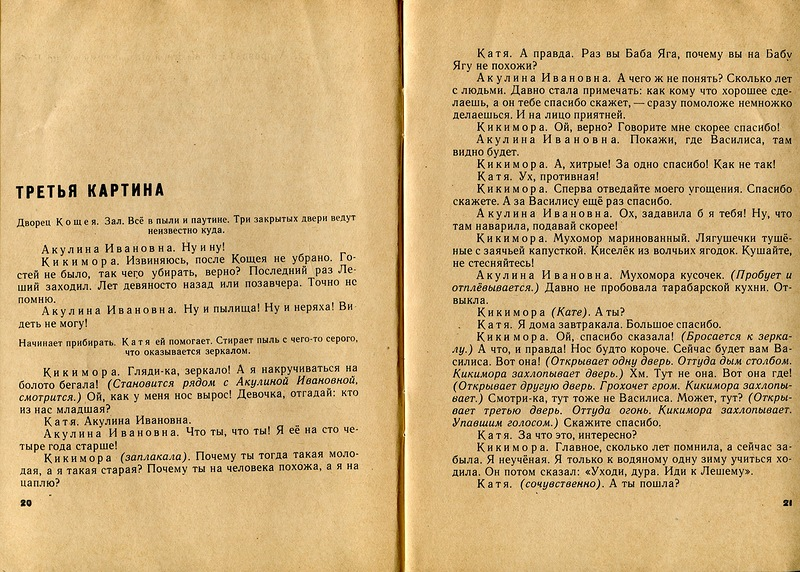 ТРЕТЬЯ КАРТИНА
Дворец Кощея. Зал. Всё в пыли и паутине. Три закрытых двери ведут
неизвестно куда.
Акулина Ивановна. Ну и ну!
Кикимора. Извиняюсь, после Кощея не убрано. Го-
стей не было, так чего убирать, верно? Последний раз Ле-
ший заходил. Лет девяносто назад или позавчера. Точно не
помню.
Акулина Ивановна. Ну и пылища! Ну и неряха! Ви-
деть не могу!
Начинает прибирать. Катя ей помогает. Стирает пыль с чего-то серого,
что оказывается зеркалом.
Кикимора. Гляди-ка, зеркало! А я накручиваться на
болото бегала! (Становится рядом с Акулиной Ивановной,
смотрится.) Ой, как у меня нос вырос! Девочка, отгадай: кто
из нас младшая?
Катя. Акулина Ивановна.
Акулина Ивановна. Что ты, что ты! Я её на сто че-
тыре года старше!
Кикимора (заплакала). Почему ты тогда такая моло-
дая, а я такая старая? Почему ты на человека похожа, а я на
цаплю?
20
Катя. А правда. Раз вы Баба Яга, почему вы на Бабу
Ягу не похожи?
Акулина Ивановна. А чего ж не понять? Сколько лет
с людьми. Давно стала примечать: как кому что хорошее сде-
лаешь, а он тебе спасибо скажет, — сразу помоложе немножко
делаешься. И на лицо приятней.
Кикимора. Ой, верно? Говорите мне скорее спасибо!
Акулина Ивановна. Покажи, где Василиса, там
видно будет.
Кикимора. А, хитрые! За одно спасибо! Как не так!
Катя. Ух, противная!
Кикимора. Сперва отведайте моего угощения. Спасибо
скажете. А за Василису ещё раз спасибо.
Акулина Ивановна. Ох, задавила б я тебя! Ну, что
там наварила, подавай скорее!
Кикимора. Мухомор маринованный. Лягушечки тушё-
ные с заячьей капусткой. Киселёк из волчьих ягодок. Кушайте,
не стесняйтесь!
Акулина Ивановна. Мухомора кусочек. (Пробует и
отплёвывается.) Давно не пробовала тарабарской кухни. От-
выкла.
Кикимора (Кате). А ты?
Катя. Я дома завтракала. Большое спасибо.
Кикимора. Ой, спасибо сказала! (Бросается к зерка-
лу.) А что, и правда! Нос будто короче. Сейчас будет вам Ва-
силиса. Вот она! (Открывает одну дверь. Оттуда дым столбом.
Кикимора захлопывает дверь.) Хм. Тут не она. Вот она где!
(Открывает другую дверь. Грохочет гром. Кикимора захлопы-
вает.) Смотри-ка, тут тоже не Василиса. Может, тут? (Откры-
вает третью дверь. Оттуда огонь. Кикимора захлопывает.
Упавшим голосом.) Скажите спасибо.
Катя. За что это, интересно?
Кикимора. Главное, сколько лет помнила, а сейчас за-
была. Я неучёная. Я только к водяному одну зиму учиться хо-
дила. Он потом сказал: «Уходи, дура. Иди к Лешему».
Катя. (сочувственно). А ты пошла?
21